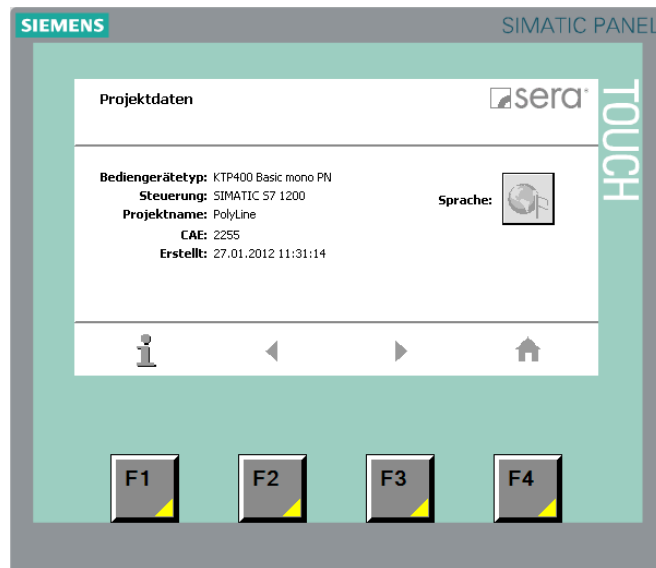 SIEMENS
SIMATIC PANEL
TOUCH
Projektdaten
sera
Bediengerätetyp: KTP400 Basic mono PN
Steuerung: SIMATIC S7 1200
Projektname: PolyLine
CAE: 2255
Erstellt: 27.01.2012 11:31:14
Sprache:
F1
F2
F3
F4